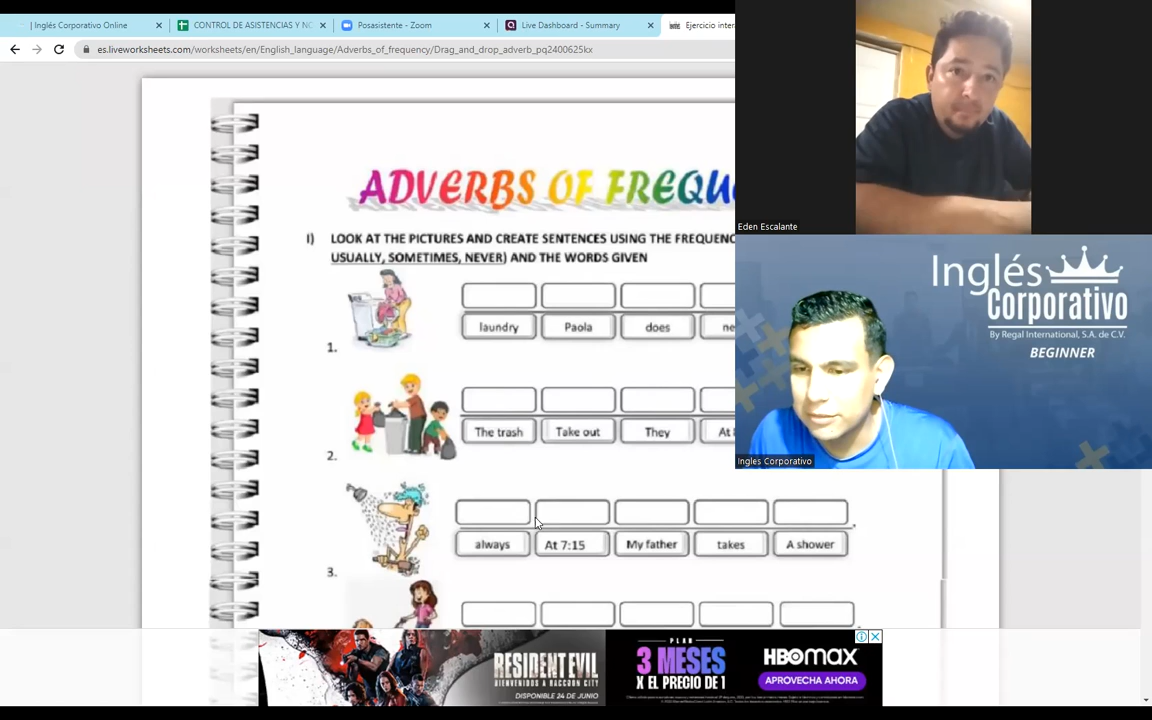 | Inglés Corporativo Online
CONTROL DE ASISTENCIAS Y NO
Posasistente - Zoom
Live Dashboard - Summary
Ejercicio inter
es.liveworksheets.com/worksheets/en/English_language/Adverbs_of_frequency/Drag_and_drop_adverb_pq2400625kx
ADVERBS OF FREQU
I) LOOK AT THE PICTURES AND CREATE SENTENCES USING THE FREQUENC
USUALLY, SOMETIMES, NEVER) AND THE WORDS GIVEN
laundry Paola does ne
1.
The trash Take out They At
2.
always At 7:15 My father takes A shower
3.
Eden Escalante
Inglés
Corporativo
By Regal International, S.A. de C.V.
BEGINNER
Ingles Corporativo
RESIDENT EVIL
BIENVENIDOS A RACCOON CITY
DISPONIBLE 24 DE JUNIO
PLAN
3 MESES
X EL PRECIO DE 1
HBOMAX
APROVECHA AHORA